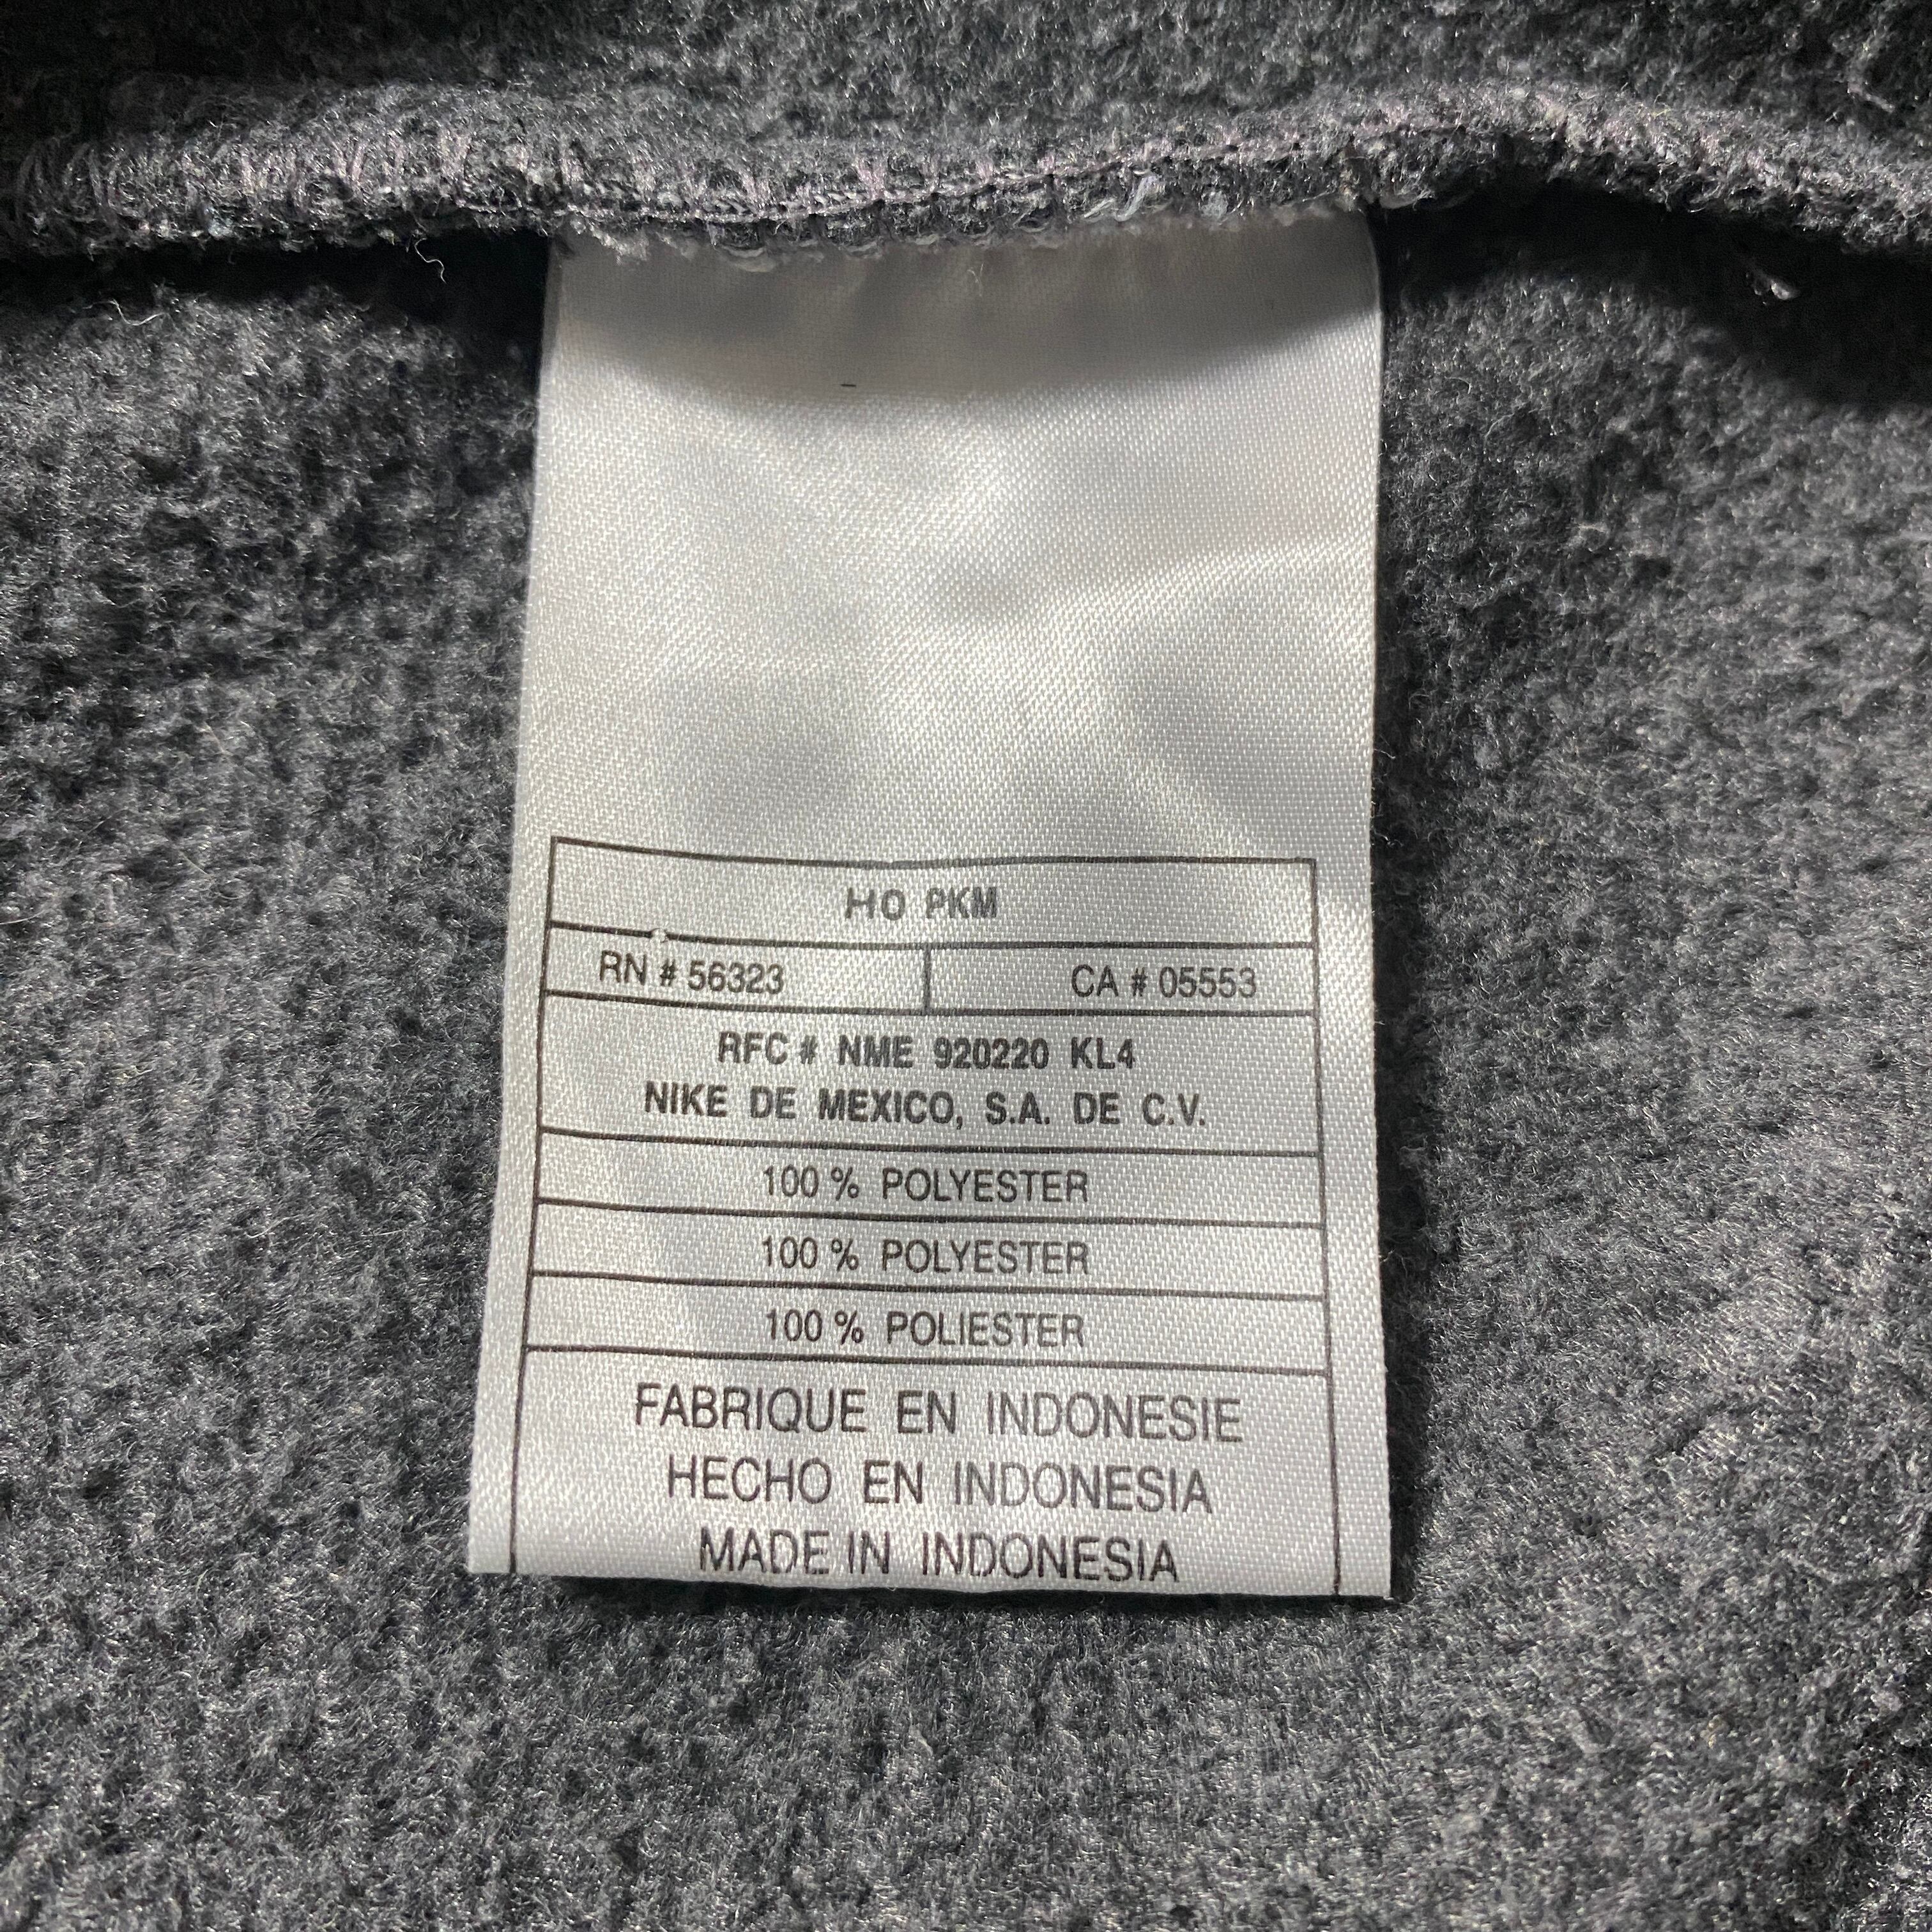 HO PKM
RN # 56323 CA # 05553
RFC # NME 920220 KL4
NIKE DE MEXICO, S.A. DE C.V.
100 % POLYESTER
100 % POLYESTER
100 % POLIESTER
FABRIQUE EN INDONESIE
HECHO EN INDONESIA
MADE IN INDONESIA